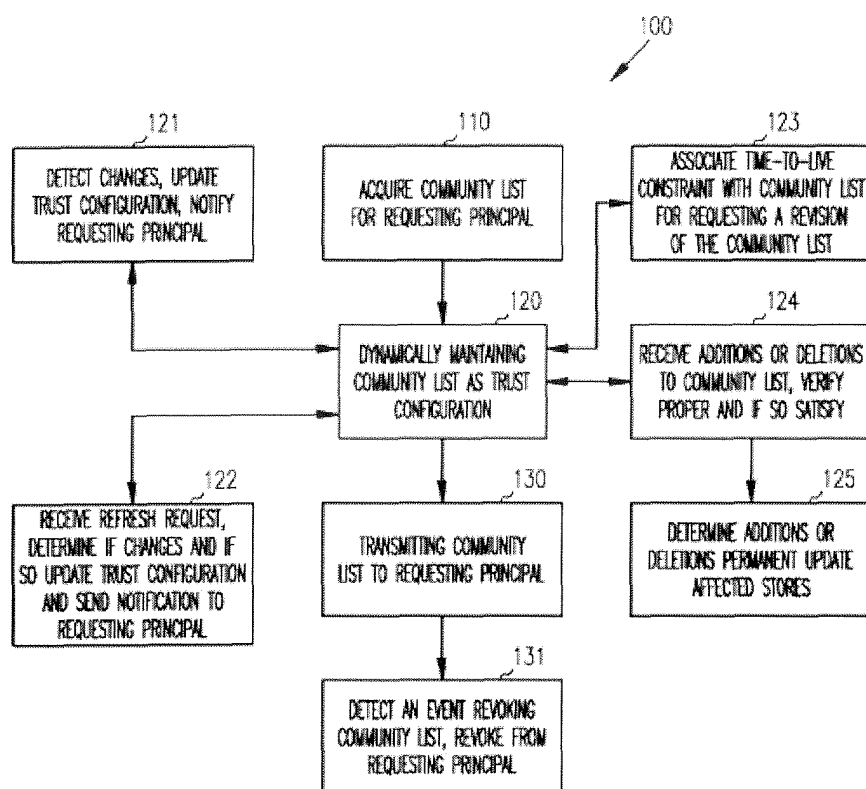 100
121
DETECT CHANGES, UPDATE
TRUST CONFIGURATION, NOTIFY
REQUESTING PRINCIPAL
110
ACQUIRE COMMUNITY LIST
FOR REQUESTING PRINCIPAL
123
ASSOCIATE TIME-TO-LIVE
CONSTRAINT WITH COMMUNITY LIST
FOR REQUESTING A REVISION
OF THE COMMUNITY LIST
120
DYNAMICALLY MAINTAINING
COMMUNITY LIST AS TRUST
CONFIGURATION
124
RECEIVE ADDITIONS OR DELETIONS
TO COMMUNITY LIST, VERIFY
PROPER AND IF SO SATISFY
122
RECEIVE REFRESH REQUEST,
DETERMINE IF CHANGES AND IF
SO UPDATE TRUST CONFIGURATION
AND SEND NOTIFICATION TO
REQUESTING PRINCIPAL
130
TRANSMITTING COMMUNITY
LIST TO REQUESTING PRINCIPAL
125
DETERMINE ADDITIONS OR
DELETIONS PERMANENT UPDATE
AFFECTED STORES
131
DETECT AN EVENT REVOKING
COMMUNITY LIST, REVOKE FROM
REQUESTING PRINCIPAL